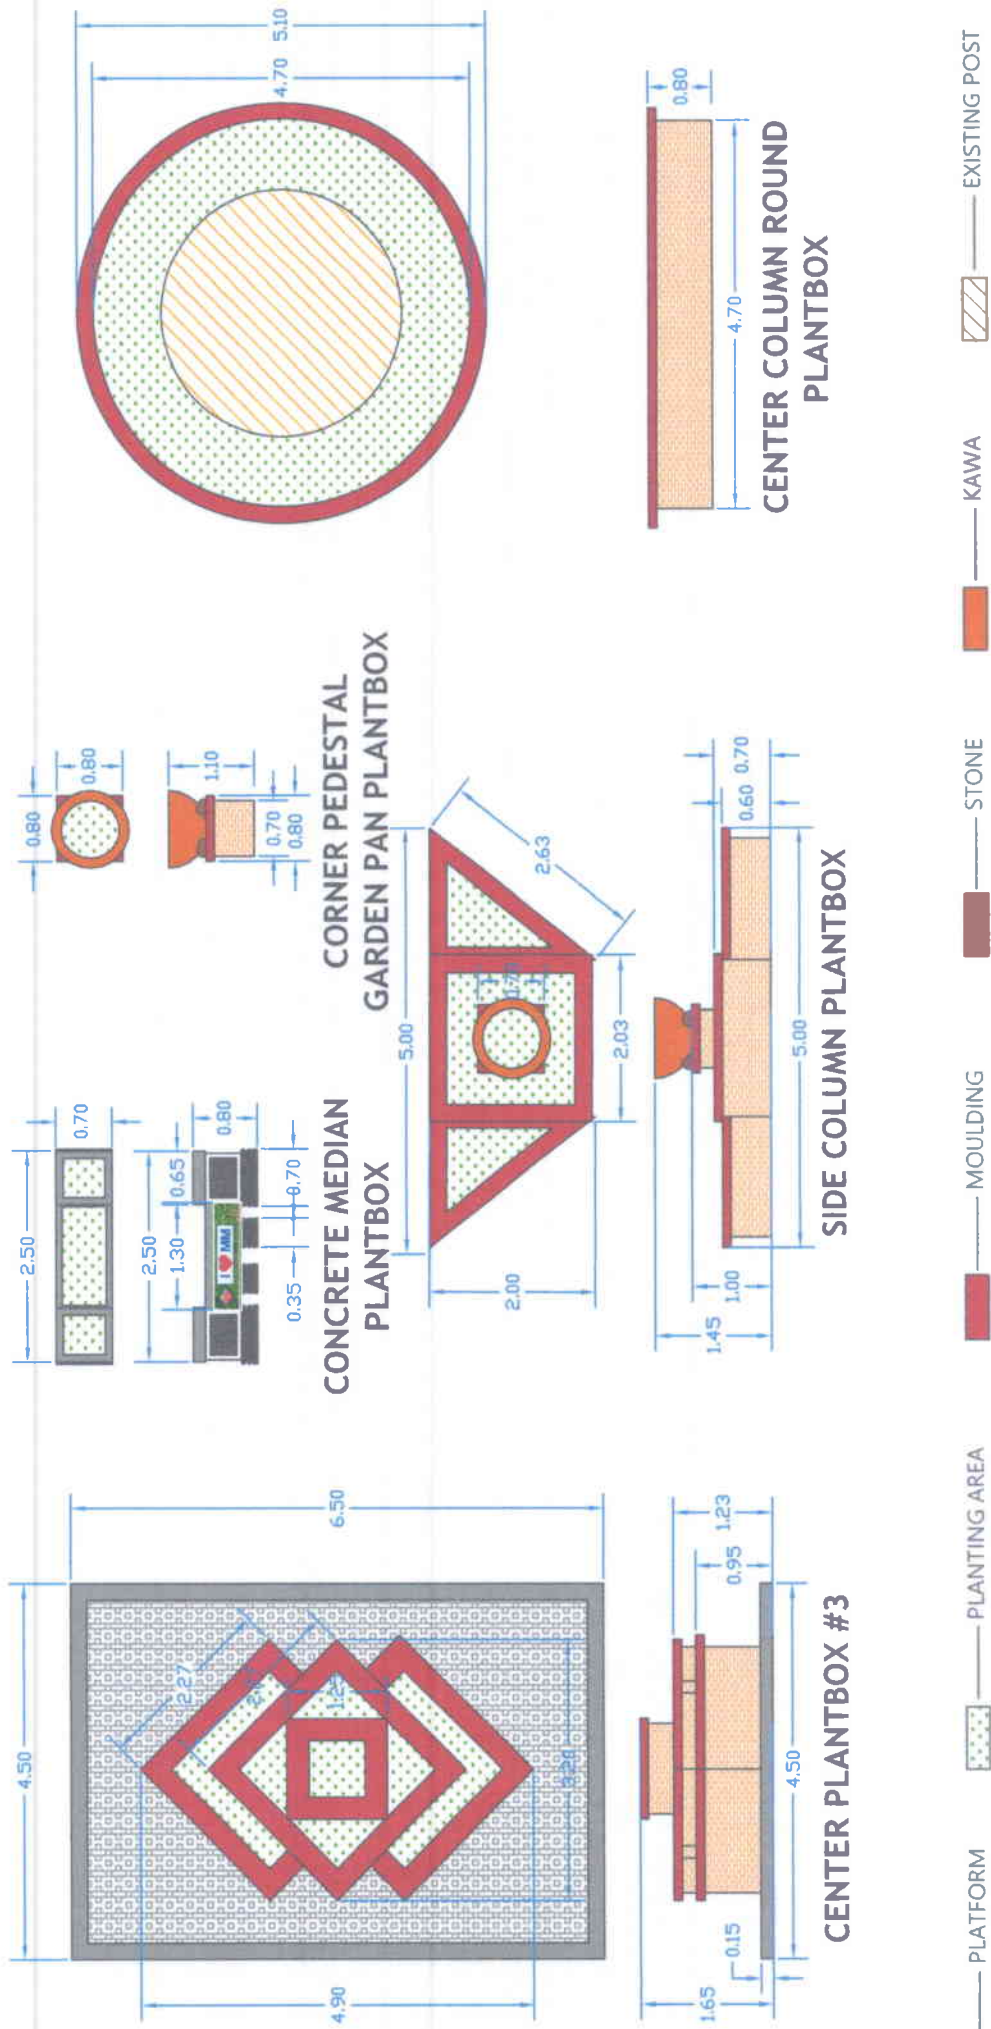 4.50
6.50
2.27
1.25
3.20
4.90
1.23
0.95
0.15
1.65
4.50
CENTER PLANTBOX #3
2.50
0.70
2.50
1.30
0.65
0.80
I ❤ MM
0.35
0.70
CONCRETE MEDIAN
PLANTBOX
0.80
0.80
1.10
0.70
0.80
CORNER PEDESTAL
GARDEN PAN PLANTBOX
5.00
2.63
2.03
2.00
1.45
1.00
0.60
0.70
5.00
SIDE COLUMN PLANTBOX
5.10
4.70
0.80
4.70
CENTER COLUMN ROUND
PLANTBOX
PLATFORM
PLANTING AREA
MOULDING
STONE
KAWA
EXISTING POST